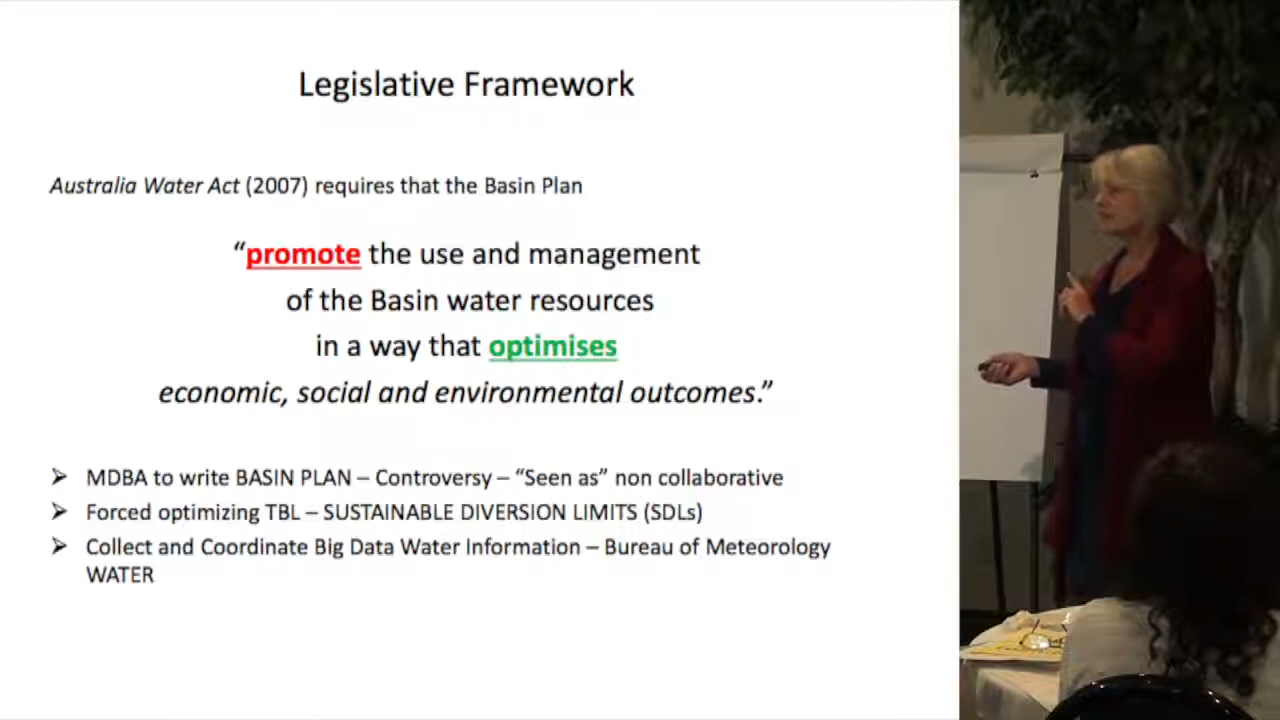 Legislative Framework
Australia Water Act (2007) requires that the Basin Plan
“promote the use and management
of the Basin water resources
in a way that optimises
economic, social and environmental outcomes.”
MDBA to write BASIN PLAN – Controversy – “Seen as” non collaborative
Forced optimizing TBL – SUSTAINABLE DIVERSION LIMITS (SDLs)
Collect and Coordinate Big Data Water Information – Bureau of Meteorology
WATER